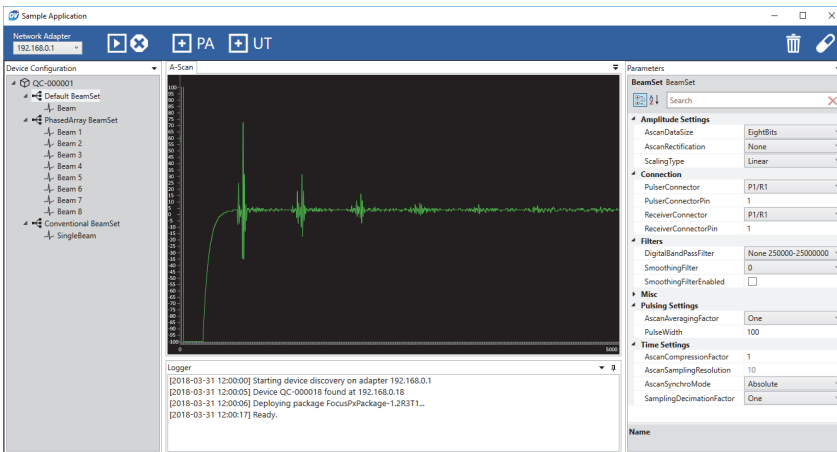 Sample Application
Network Adapter
192.168.0.1
PA
UT
Device Configuration
QC-000001
Default BeamSet
Beam
PhasedArray BeamSet
Beam 1
Beam 2
Beam 3
Beam 4
Beam 5
Beam 6
Beam 7
Beam 8
Conventional BeamSet
SingleBeam
A-Scan
100
95
90
85
80
75
70
65
60
55
50
45
40
35
30
25
20
15
10
5
0
-5
-10
-15
-20
-25
-30
-35
-40
-45
-50
-55
-60
-65
-70
-75
-80
-85
-90
-95
-100
0
5000
Logger
[2018-03-31 12:00:00] Starting device discovery on adapter 192.168.0.1
[2018-03-31 12:00:05] Device QC-000018 found at 192.168.0.18
[2018-03-31 12:00:06] Deploying package FocusPxPackage-1.2R3T1...
[2018-03-31 12:00:17] Ready.
Parameters
BeamSet BeamSet
Search
Amplitude Settings
AscanDataSize EightBits
AscanRectification None
ScalingType Linear
Connection
PulserConnector P1/R1
PulserConnectorPin 1
ReceiverConnector P1/R1
ReceiverConnectorPin 1
Filters
DigitalBandPassFilter None 250000-25000000
SmoothingFilter 0
SmoothingFilterEnabled
Misc
Pulsing Settings
AscanAveragingFactor One
PulseWidth 100
Time Settings
AscanCompressionFactor 1
AscanSamplingResolution 10
AscanSynchroMode Absolute
SamplingDecimationFactor One
Name